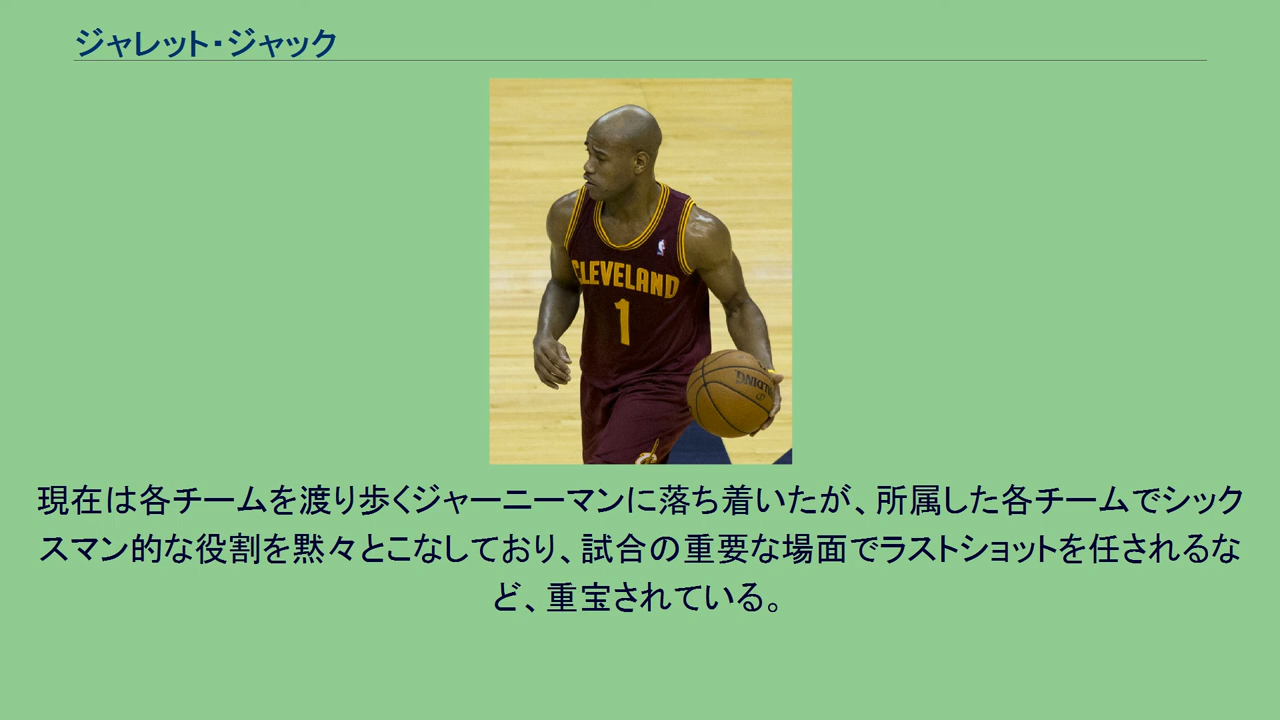 ジャレット・ジャック
CLEVELAND
1
SPALDING
現在は各チームを渡り歩くジャーニーマンに落ち着いたが、所属した各チームでシック
スマン的な役割を黙々とこなしており、試合の重要な場面でラストショットを任されるな
ど、重宝されている。